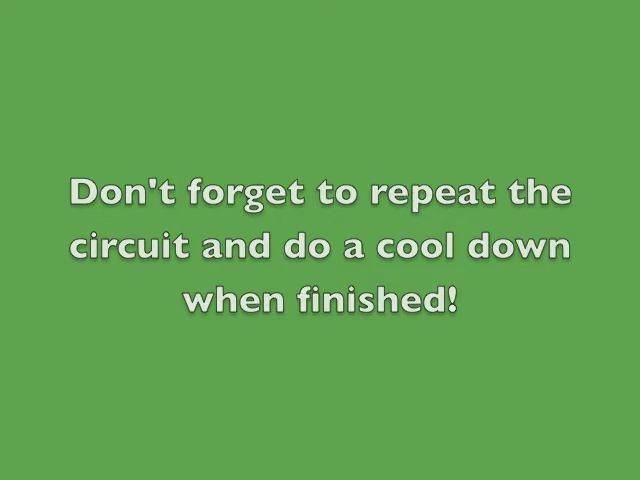 Don't forget to repeat the
circuit and do a cool down
when finished!